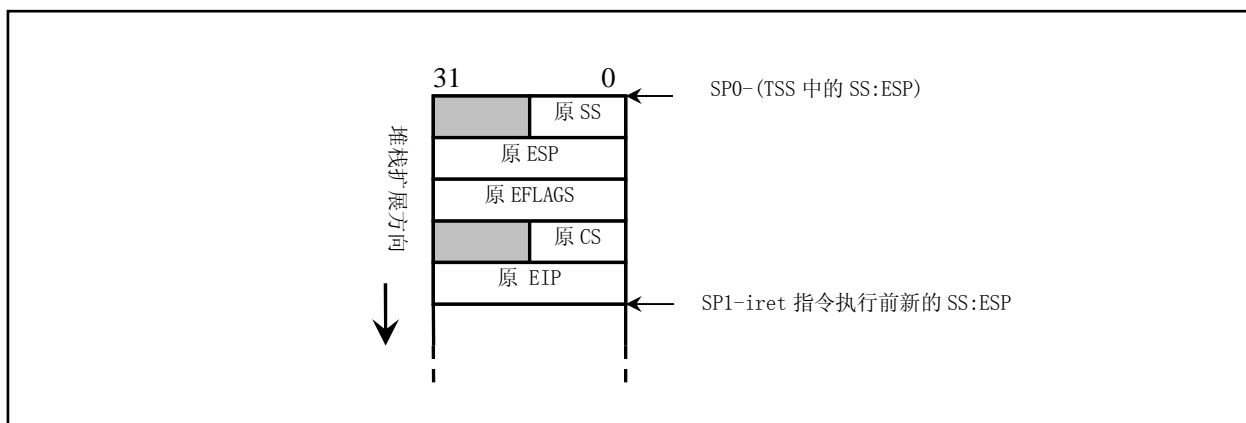 31 0
SP0-(TSS 中的 SS:ESP)
原 SS
原 ESP
原 EFLAGS
原 CS
原 EIP
SP1-iret 指令执行前新的 SS:ESP
堆栈扩展方向